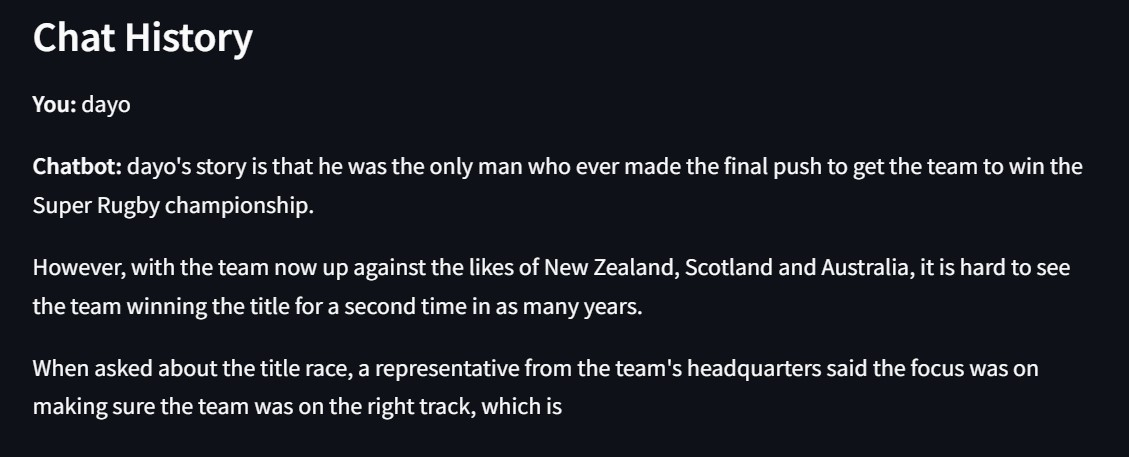 Chat History
You: dayo
Chatbot: dayo's story is that he was the only man who ever made the final push to get the team to win the
Super Rugby championship.
However, with the team now up against the likes of New Zealand, Scotland and Australia, it is hard to see
the team winning the title for a second time in as many years.
When asked about the title race, a representative from the team's headquarters said the focus was on
making sure the team was on the right track, which is